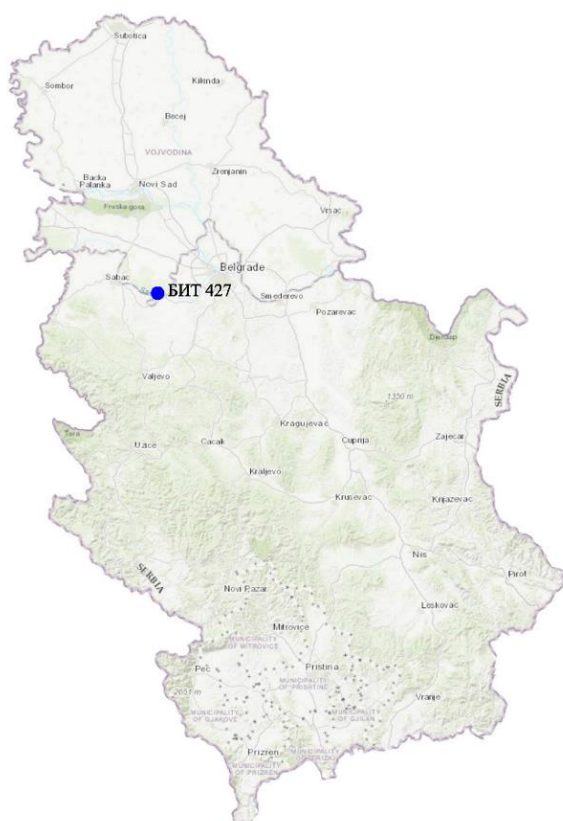 Subotica
Kikinda
Sombor
Becej
VOJVODINA
Zrenjanin
Backa
Palanka
Novi Sad
Fruska gora
Vrsac
Belgrade
Sabac
БИТ 427
Smederevo
Pozarevac
Djerdap
SERBIA
1350 m
Valjevo
Kragujevac
Tara
Uzice
Cacak
Cuprija
Zajecar
Kraljevo
Krusevac
Knjazevac
Nis
Pirot
SERBIA
Novi Pazar
Leskovac
Mitrovice
MUNICIPALITY
OF MITROVICE
Pec
Pristina
MUNICIPALITY
OF PRISHTINE
Vranje
MUNICIPALITY
OF GJAKOVE
MUNICIPALITY
OF GJILAN
Prizren
MUNICIPALITY
OF PRIZREN
MUNICIPALITY